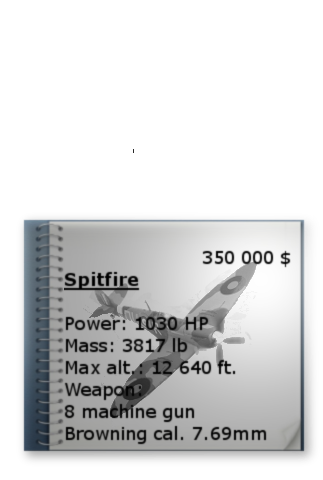 350 000 $
Spitfire
Power: 1030 HP
Mass: 3817 lb
Max alt.: 12 640 ft.
Weapon:
8 machine gun
Browning cal. 7.69mm